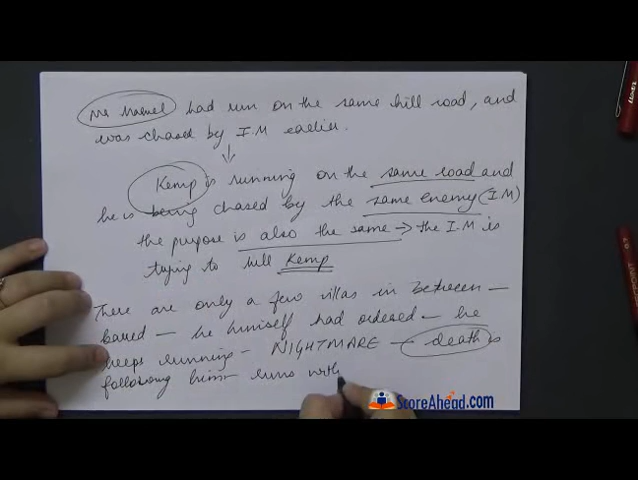 Mr Marvel had run on the same hill road, and
was chased by I.M earlier.
Kemp is running on the same road and
he is being chased by the same enemy (I.M)
the purpose is also the same → the I.M is
trying to kill Kemp
There are only a few villas in between –
barred – he himself had ordered – he
keeps running – NIGHTMARE – death is
following him – runs with
ScoreAhead.com